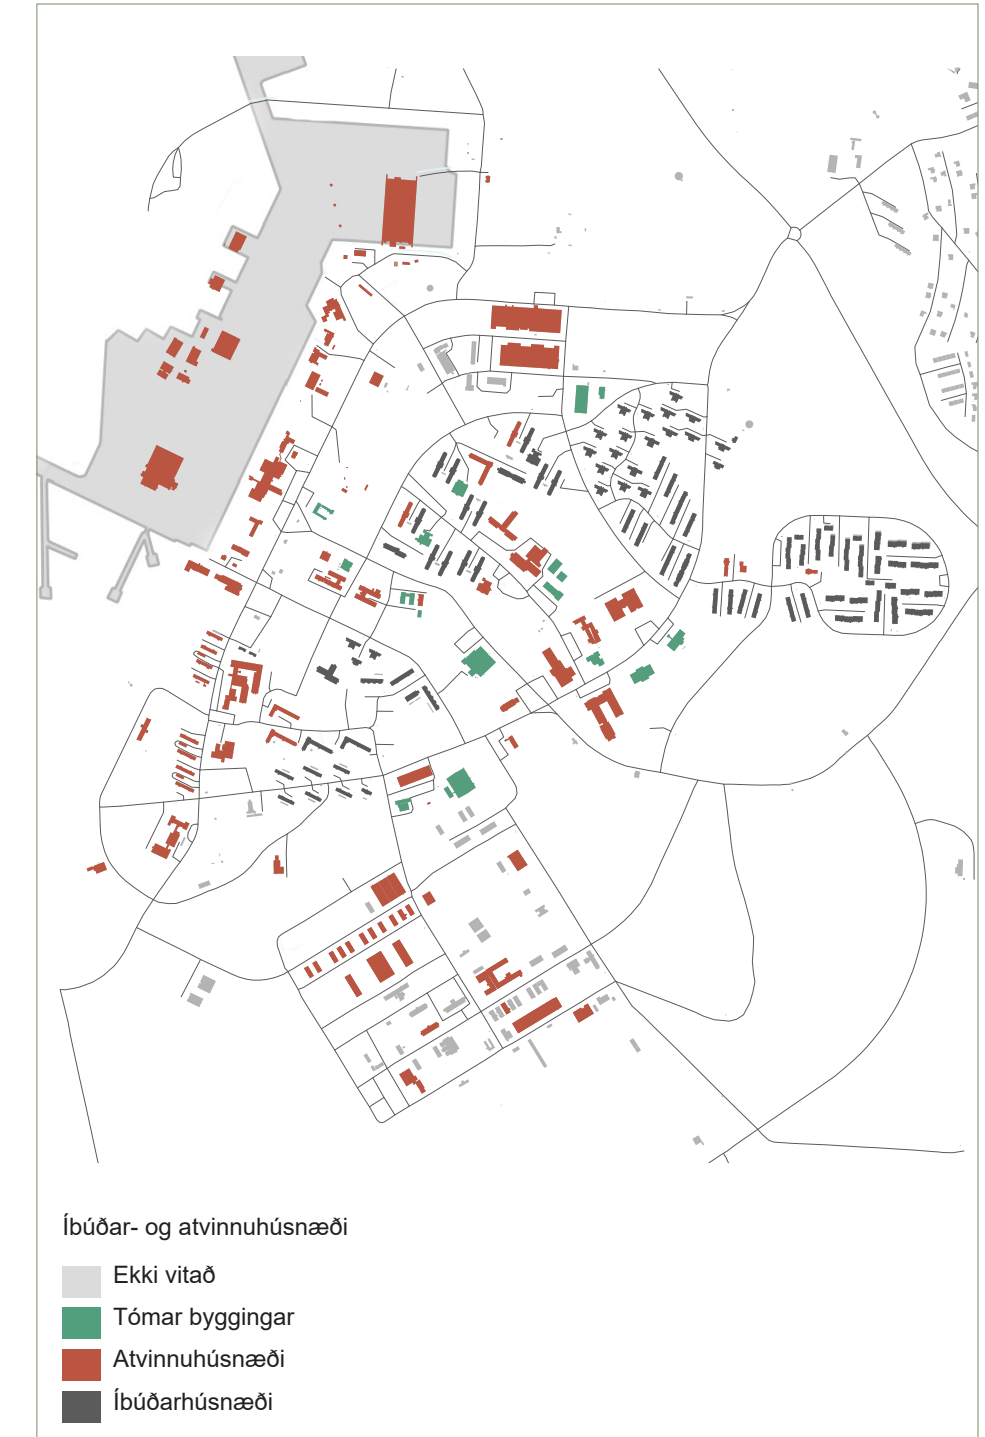 Íbúðar- og atvinnuhúsnæði
Ekki vitað
Tómar byggingar
Atvinnuhúsnæði
Íbúðarhúsnæði